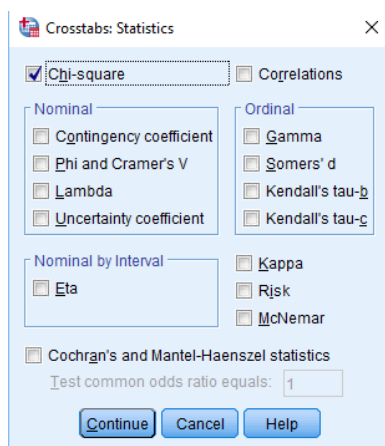 Crosstabs: Statistics
Chi-square
Correlations
Nominal
Contingency coefficient
Phi and Cramer's V
Lambda
Uncertainty coefficient
Ordinal
Gamma
Somers' d
Kendall's tau-b
Kendall's tau-c
Nominal by Interval
Eta
Kappa
Risk
McNemar
Cochran's and Mantel-Haenszel statistics
Test common odds ratio equals: 1
Continue Cancel Help